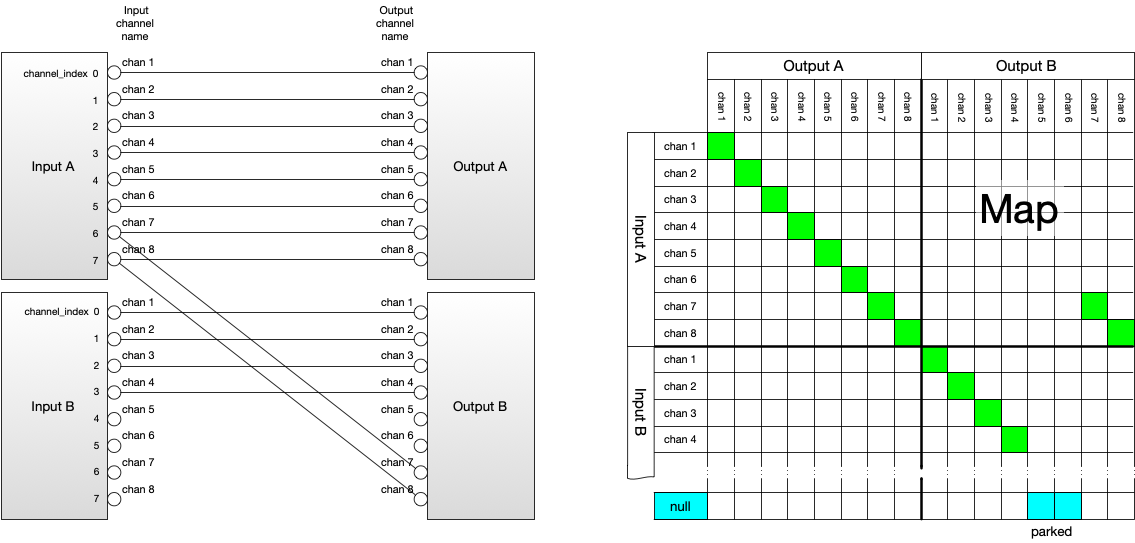 Input
channel
name
Output
channel
name
channel_index 0
1
2
3
4
5
6
7
Input A
chan 1
chan 2
chan 3
chan 4
chan 5
chan 6
chan 7
chan 8
chan 1
chan 2
chan 3
chan 4
chan 5
chan 6
chan 7
chan 8
Output A
channel_index 0
1
2
3
4
5
6
7
Input B
chan 1
chan 2
chan 3
chan 4
chan 5
chan 6
chan 7
chan 8
chan 1
chan 2
chan 3
chan 4
chan 5
chan 6
chan 7
chan 8
Output B
Output A
Output B
chan 1
chan 2
chan 3
chan 4
chan 5
chan 6
chan 7
chan 8
chan 1
chan 2
chan 3
chan 4
chan 5
chan 6
chan 7
chan 8
Input A
chan 1
chan 2
chan 3
chan 4
chan 5
chan 6
chan 7
chan 8
Map
Input B
chan 1
chan 2
chan 3
chan 4
null
parked